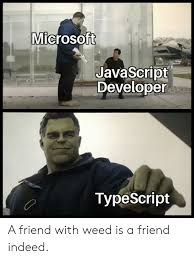 Microsoft
JavaScript
Developer
TypeScript
A friend with weed is a friend
indeed.